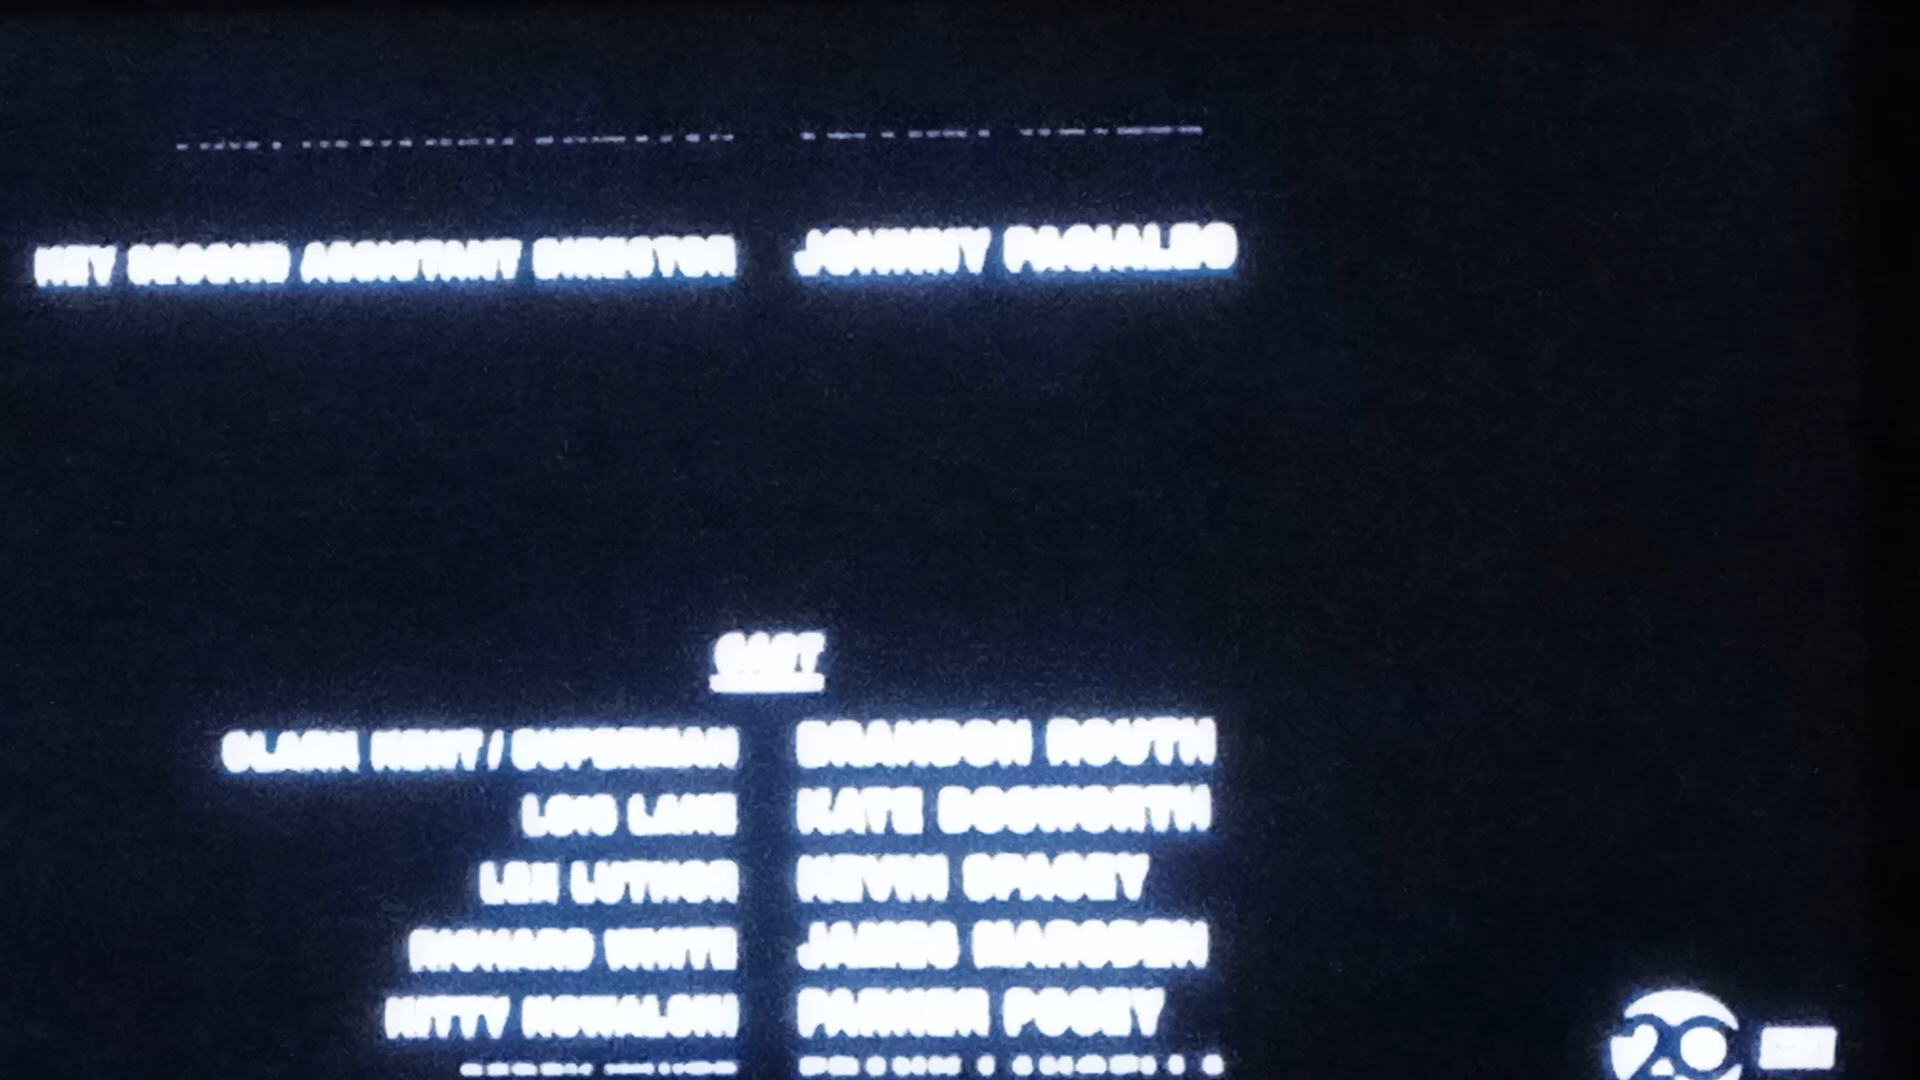 KEY SECOND ASSISTANT DIRECTOR JOHNNY
CAST
CLARK KENT / SUPERMAN BRANDON ROUTH
LOIS LANE KATE BOSWORTH
LEX LUTHOR KEVIN SPACEY
RICHARD WHITE JAMES MARSDEN
KITTY KOWALSKI PARKER POSEY
20